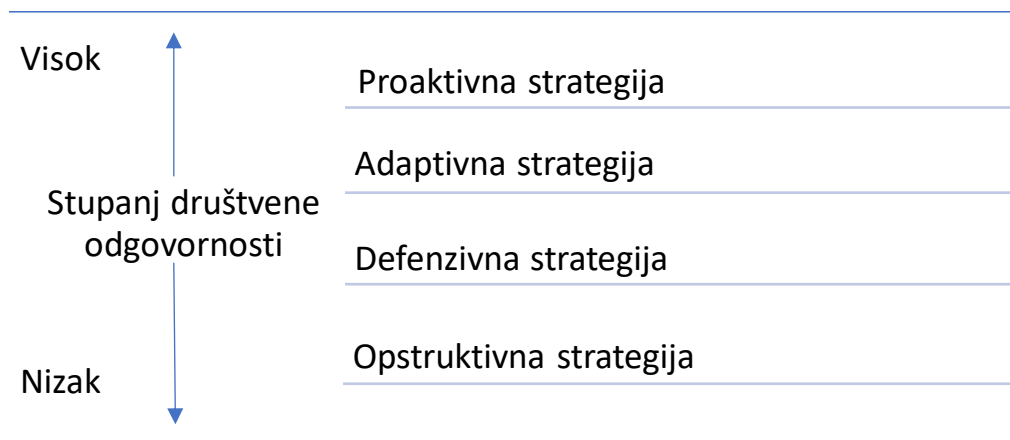 Visok
Proaktivna strategija
Adaptivna strategija
Stupanj društvene
odgovornosti
Defenzivna strategija
Opstruktivna strategija
Nizak